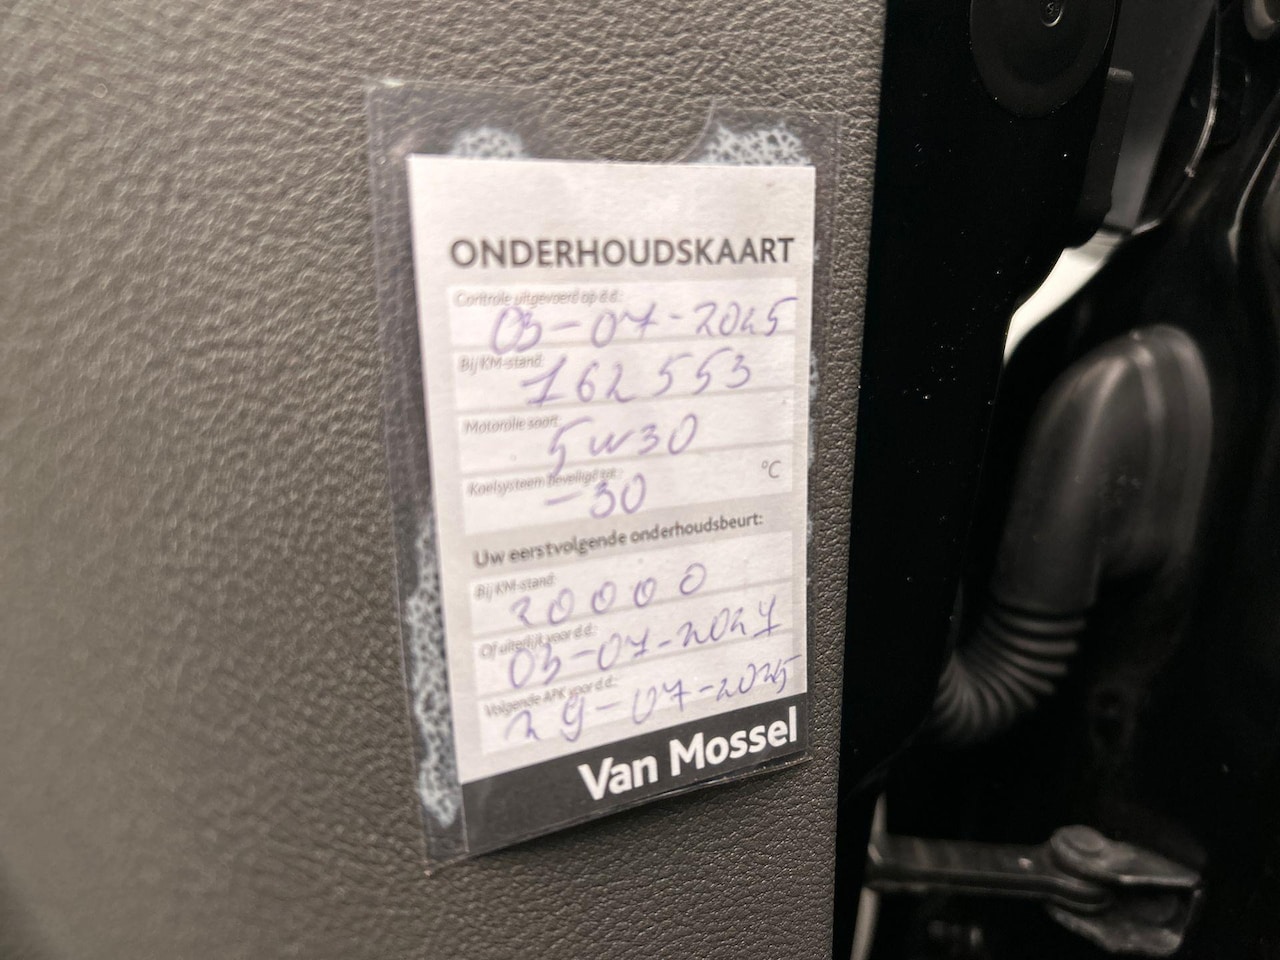 ONDERHOUDSKAART
Controle uitgevoerd op d.d.:
03-07-2025
Bij KM-stand:
162553
Motorolie soort:
5W30
Koelsysteem beveiligd tot:
-30 °C
Uw eerstvolgende onderhoudsbeurt:
Bij KM-stand:
20000
Of uiterlijk voor d.d.:
03-07-2027
Volgende APK voor d.d.:
29-07-2025
Van Mossel